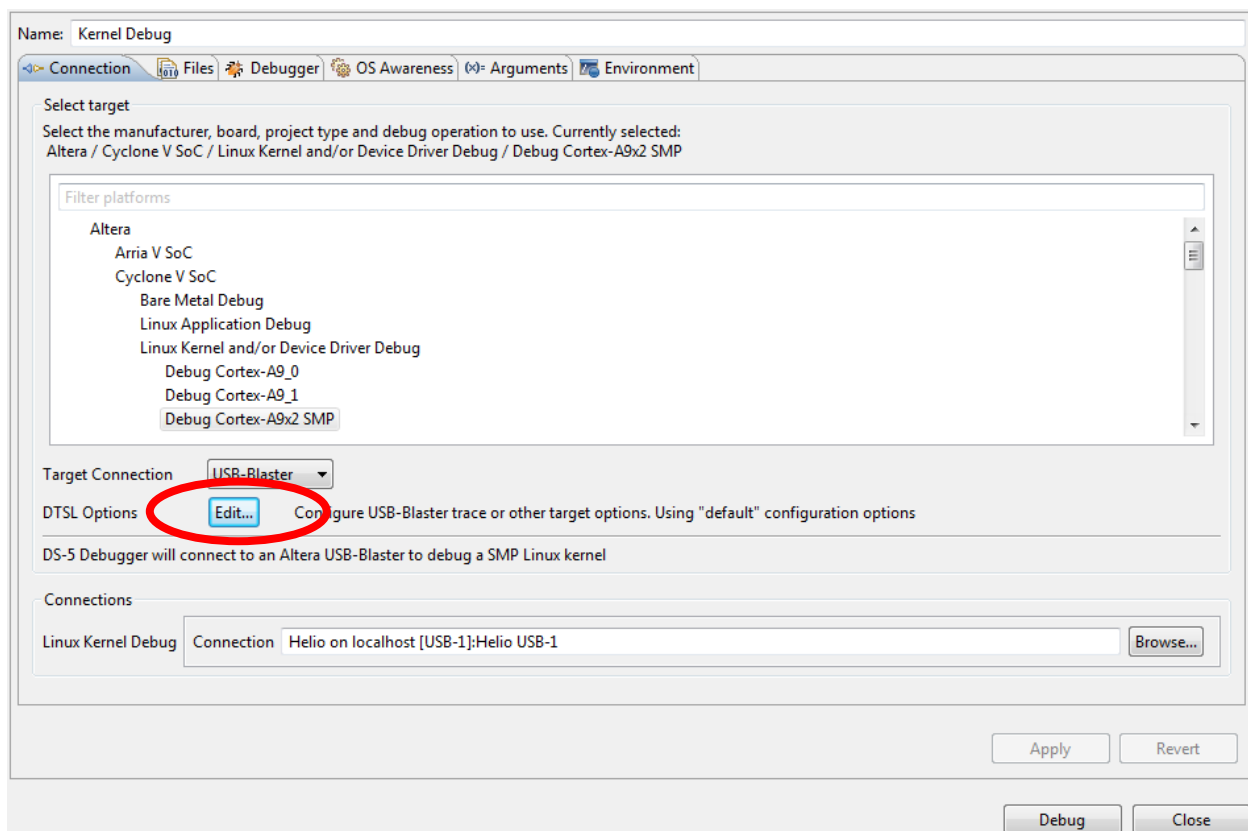 Name: Kernel Debug
Connection Files Debugger OS Awareness (x)= Arguments Environment
Select target
Select the manufacturer, board, project type and debug operation to use. Currently selected:
Altera / Cyclone V SoC / Linux Kernel and/or Device Driver Debug / Debug Cortex-A9x2 SMP
Filter platforms
Altera
Arria V SoC
Cyclone V SoC
Bare Metal Debug
Linux Application Debug
Linux Kernel and/or Device Driver Debug
Debug Cortex-A9_0
Debug Cortex-A9_1
Debug Cortex-A9x2 SMP
Target Connection USB-Blaster
DTSL Options Edit... Configure USB-Blaster trace or other target options. Using "default" configuration options
DS-5 Debugger will connect to an Altera USB-Blaster to debug a SMP Linux kernel
Connections
Linux Kernel Debug Connection Helio on localhost [USB-1]:Helio USB-1 Browse...
Apply Revert
Debug Close